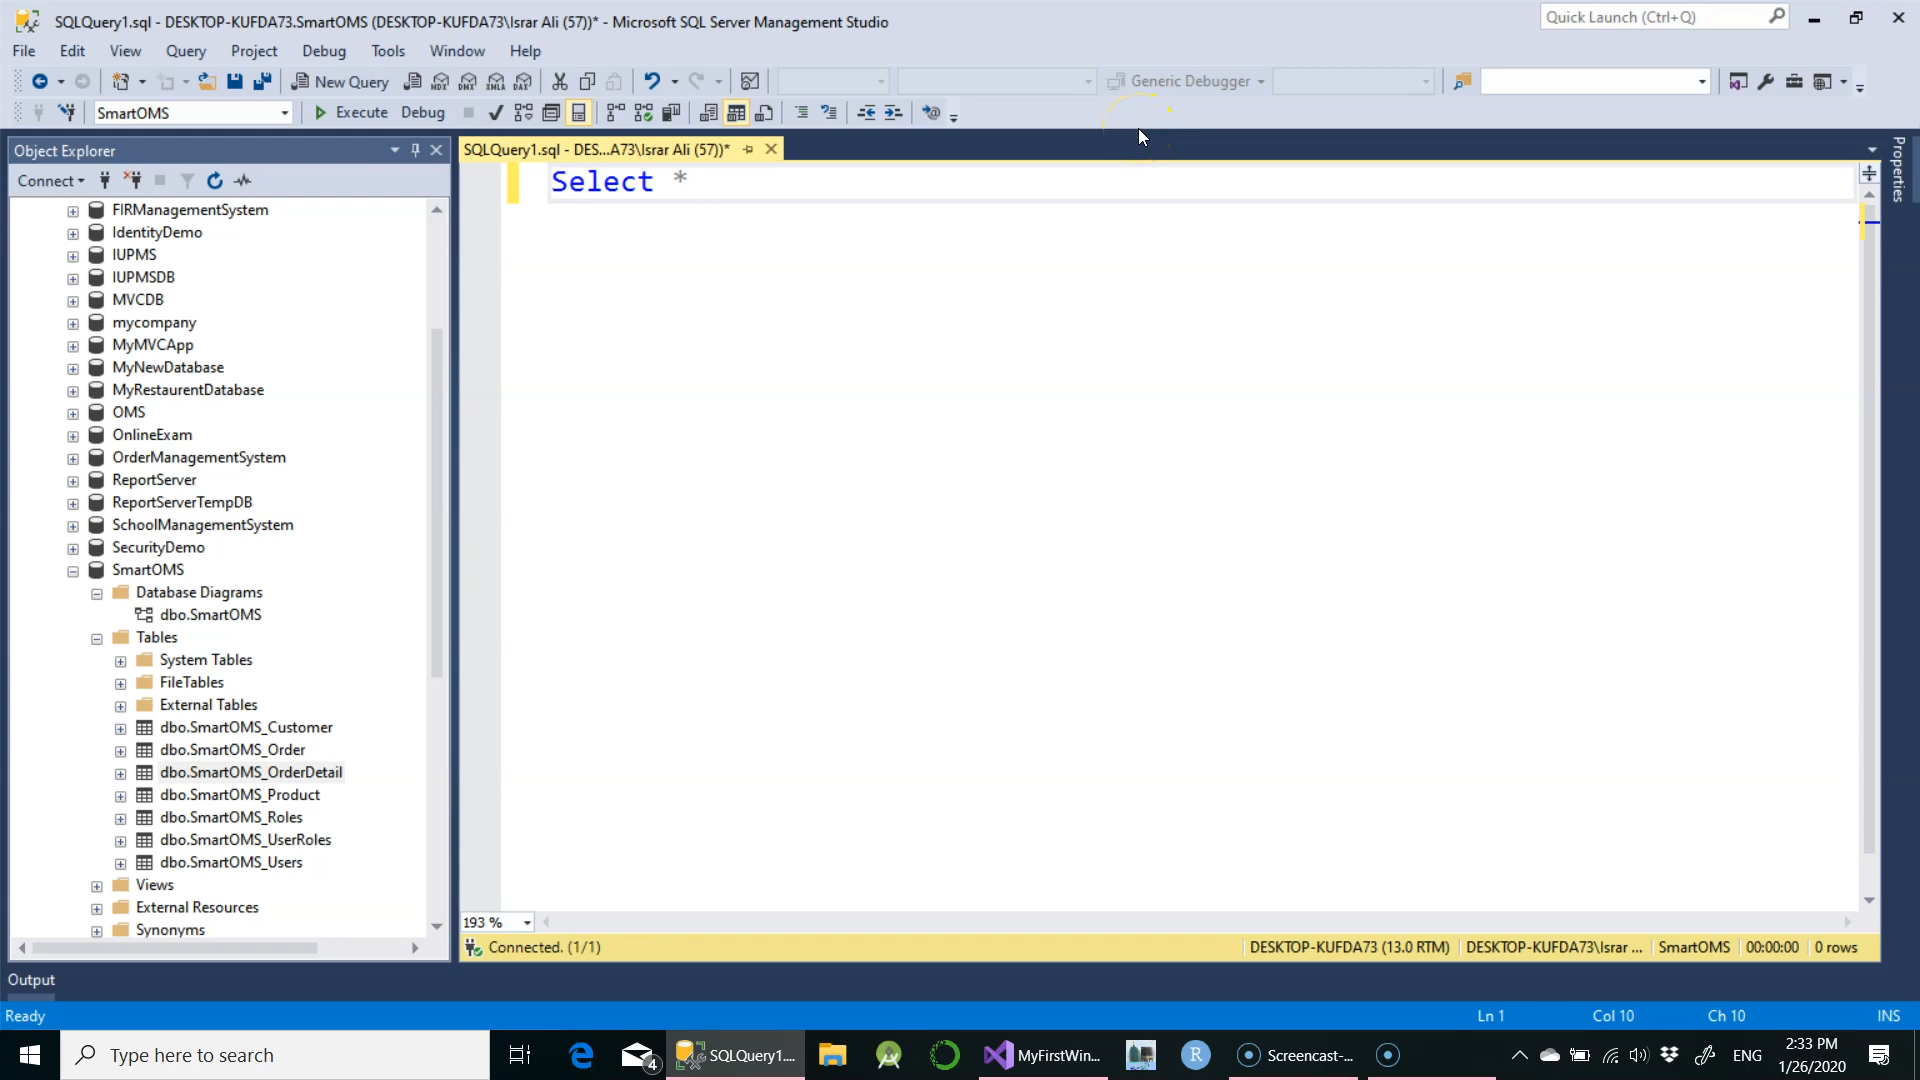 SQLQuery1.sql - DESKTOP-KUFDA73.SmartOMS (DESKTOP-KUFDA73\Israr Ali (57))* - Microsoft SQL Server Management Studio
Quick Launch (Ctrl+Q)
File Edit View Query Project Debug Tools Window Help
New Query MDX DMX XMLA DAX Generic Debugger
SmartOMS Execute Debug
Object Explorer
SQLQuery1.sql - DES...A73\Israr Ali (57))*
Properties
Connect
Select *
FIRManagementSystem
IdentityDemo
IUPMS
IUPMSDB
MVCDB
mycompany
MyMVCApp
MyNewDatabase
MyRestaurentDatabase
OMS
OnlineExam
OrderManagementSystem
ReportServer
ReportServerTempDB
SchoolManagementSystem
SecurityDemo
SmartOMS
Database Diagrams
dbo.SmartOMS
Tables
System Tables
FileTables
External Tables
dbo.SmartOMS_Customer
dbo.SmartOMS_Order
dbo.SmartOMS_OrderDetail
dbo.SmartOMS_Product
dbo.SmartOMS_Roles
dbo.SmartOMS_UserRoles
dbo.SmartOMS_Users
Views
External Resources
Synonyms
193 %
Connected. (1/1)
DESKTOP-KUFDA73 (13.0 RTM) DESKTOP-KUFDA73\Israr ... SmartOMS 00:00:00 0 rows
Output
Ready Ln 1 Col 10 Ch 10 INS
Type here to search
4
SQLQuery1....
MyFirstWin...
R
Screencast-...
ENG
2:33 PM
1/26/2020